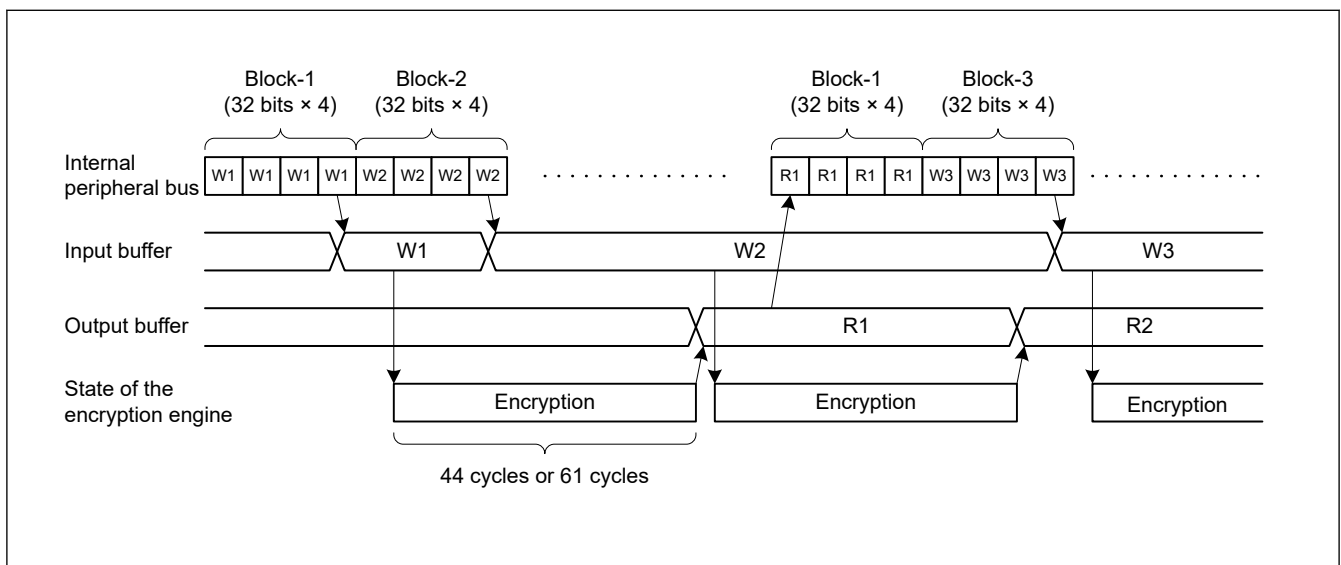 Block-1
(32 bits × 4)
Block-2
(32 bits × 4)
Block-1
(32 bits × 4)
Block-3
(32 bits × 4)
Internal
peripheral bus
W1 W1 W1 W1 W2 W2 W2 W2 . . . . . . . . . . . . . . R1 R1 R1 R1 W3 W3 W3 W3 . . . . . . . . . . . . . .
Input buffer
W1
W2
W3
Output buffer
R1
R2
State of the
encryption engine
Encryption
Encryption
Encryption
44 cycles or 61 cycles